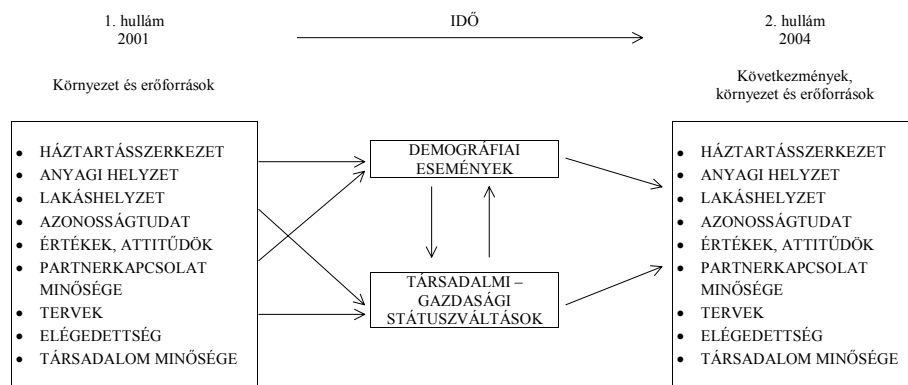 1. hullám
2001
IDŐ
2. hullám
2004
Környezet és erőforrások
Következmények,
környezet és erőforrások
• HÁZTARTÁSSZERKEZET
• ANYAGI HELYZET
• LAKÁSHELYZET
• AZONOSSÁGTUDAT
• ÉRTÉKEK, ATTITŰDÖK
• PARTNERKAPCSOLAT
MINŐSÉGE
• TERVEK
• ELÉGEDETTSÉG
• TÁRSADALOM MINŐSÉGE
DEMOGRÁFIAI
ESEMÉNYEK
TÁRSADALMI –
GAZDASÁGI
STÁTUSZVÁLTÁSOK
• HÁZTARTÁSSZERKEZET
• ANYAGI HELYZET
• LAKÁSHELYZET
• AZONOSSÁGTUDAT
• ÉRTÉKEK, ATTITŰDÖK
• PARTNERKAPCSOLAT
MINŐSÉGE
• TERVEK
• ELÉGEDETTSÉG
• TÁRSADALOM MINŐSÉGE